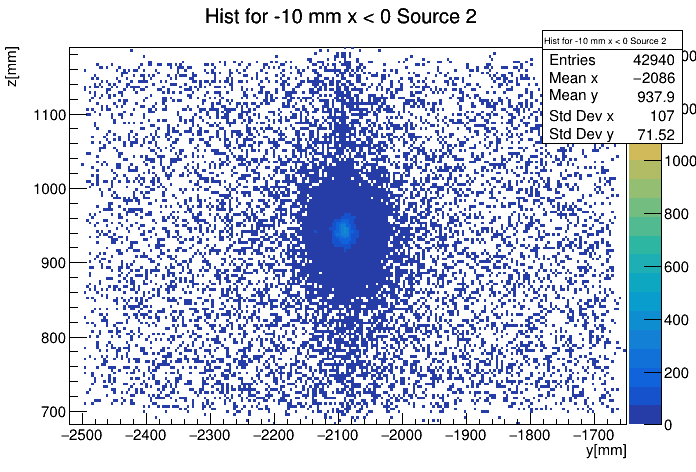 Hist for -10 mm x < 0 Source 2
Hist for -10 mm x < 0 Source 2
Entries 42940
Mean x −2086
Mean y 937.9
Std Dev x 107
Std Dev y 71.52
z[mm]
1100
1000
900
800
700
−2500 −2400 −2300 −2200 −2100 −2000 −1900 −1800 −1700
y[mm]
1000
800
600
400
200
0